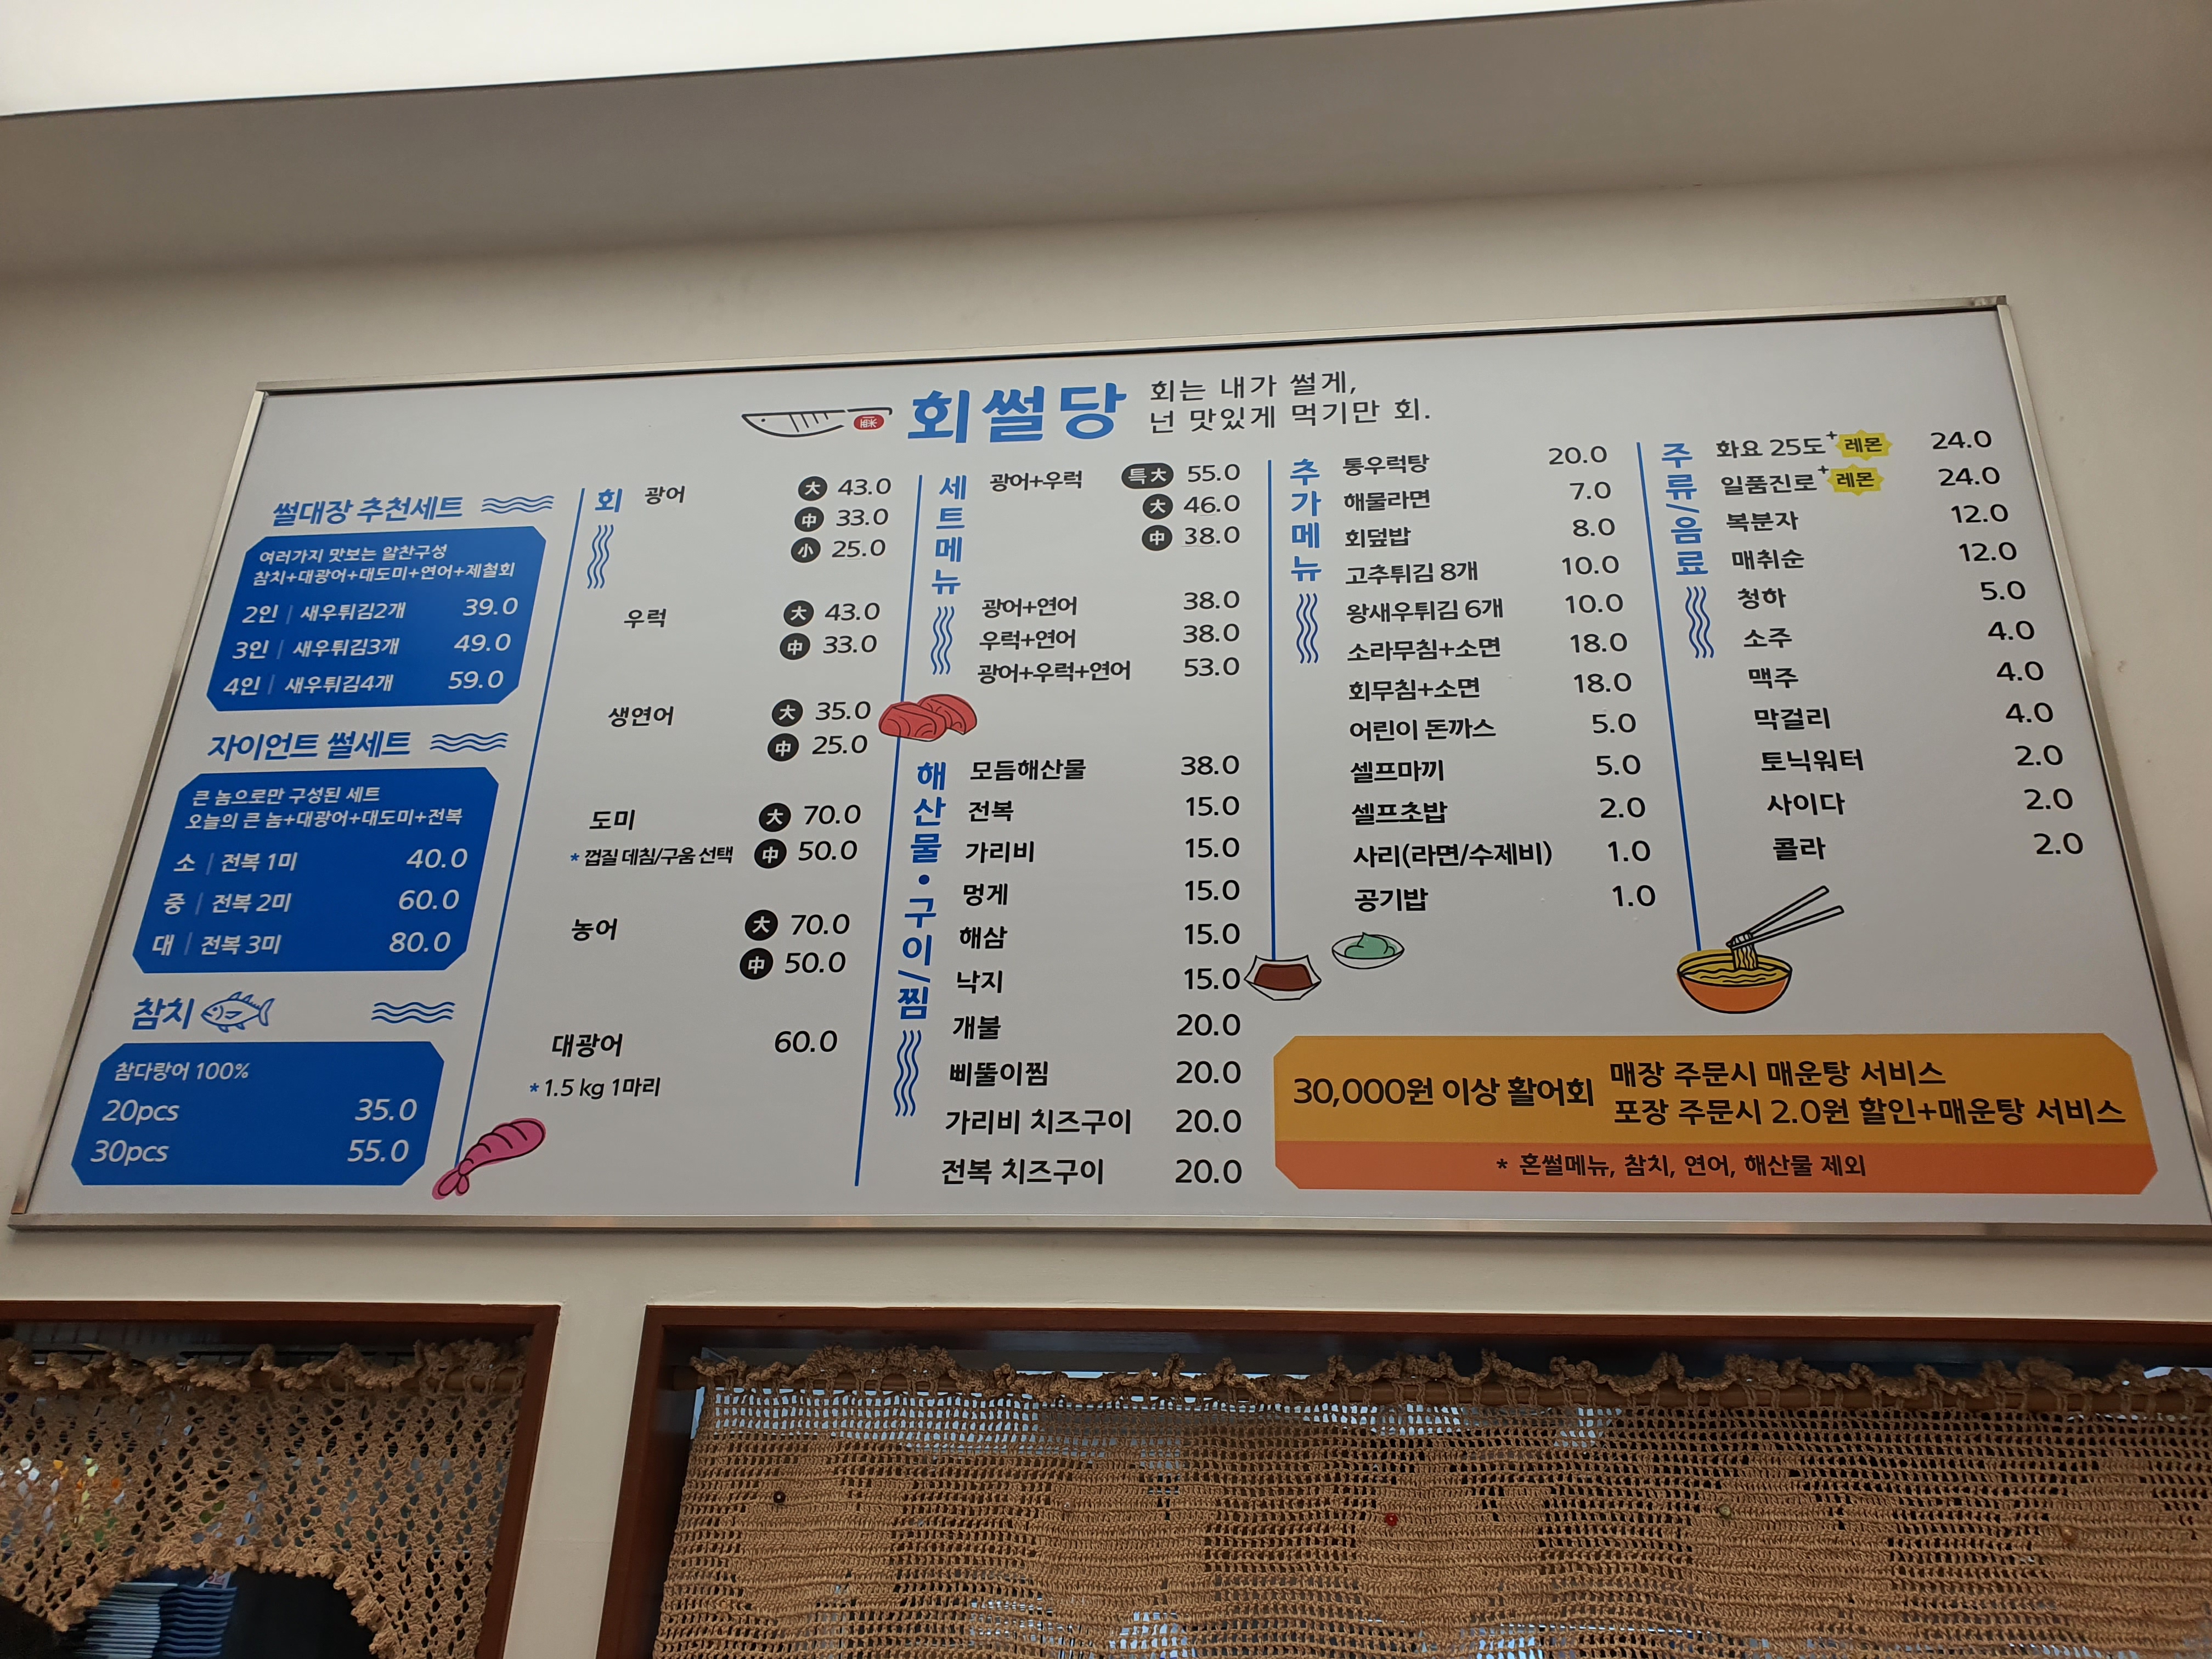 회썰당
회는 내가 썰게,
넌 맛있게 먹기만 회.
썰대장 추천세트
여러가지 맛보는 알찬구성
참치+대광어+대도미+연어+제철회
2인 | 새우튀김2개 39.0
3인 | 새우튀김3개 49.0
4인 | 새우튀김4개 59.0
자이언트 썰세트
큰 놈으로만 구성된 세트
오늘의 큰 놈+대광어+대도미+전복
소 | 전복 1미 40.0
중 | 전복 2미 60.0
대 | 전복 3미 80.0
참치
참다랑어 100%
20pcs 35.0
30pcs 55.0
회
광어 大 43.0
中 33.0
小 25.0
우럭 大 43.0
中 33.0
생연어 大 35.0
中 25.0
도미 大 70.0
* 껍질 데침/구움 선택 中 50.0
농어 大 70.0
中 50.0
대광어 60.0
* 1.5 kg 1마리
세트메뉴
광어+우럭 특大 55.0
大 46.0
中 38.0
광어+연어 38.0
우럭+연어 38.0
광어+우럭+연어 53.0
해산물•구이/찜
모듬해산물 38.0
전복 15.0
가리비 15.0
멍게 15.0
해삼 15.0
낙지 15.0
개불 20.0
삐뚤이찜 20.0
가리비 치즈구이 20.0
전복 치즈구이 20.0
추가메뉴
통우럭탕 20.0
해물라면 7.0
회덮밥 8.0
고추튀김 8개 10.0
왕새우튀김 6개 10.0
소라무침+소면 18.0
회무침+소면 18.0
어린이 돈까스 5.0
셀프마끼 5.0
셀프초밥 2.0
사리(라면/수제비) 1.0
공기밥 1.0
주류/음료
화요 25도+레몬 24.0
일품진로+레몬 24.0
복분자 12.0
매취순 12.0
청하 5.0
소주 4.0
맥주 4.0
막걸리 4.0
토닉워터 2.0
사이다 2.0
콜라 2.0
30,000원 이상 활어회
매장 주문시 매운탕 서비스
포장 주문시 2.0원 할인+매운탕 서비스
* 혼썰메뉴, 참치, 연어, 해산물 제외